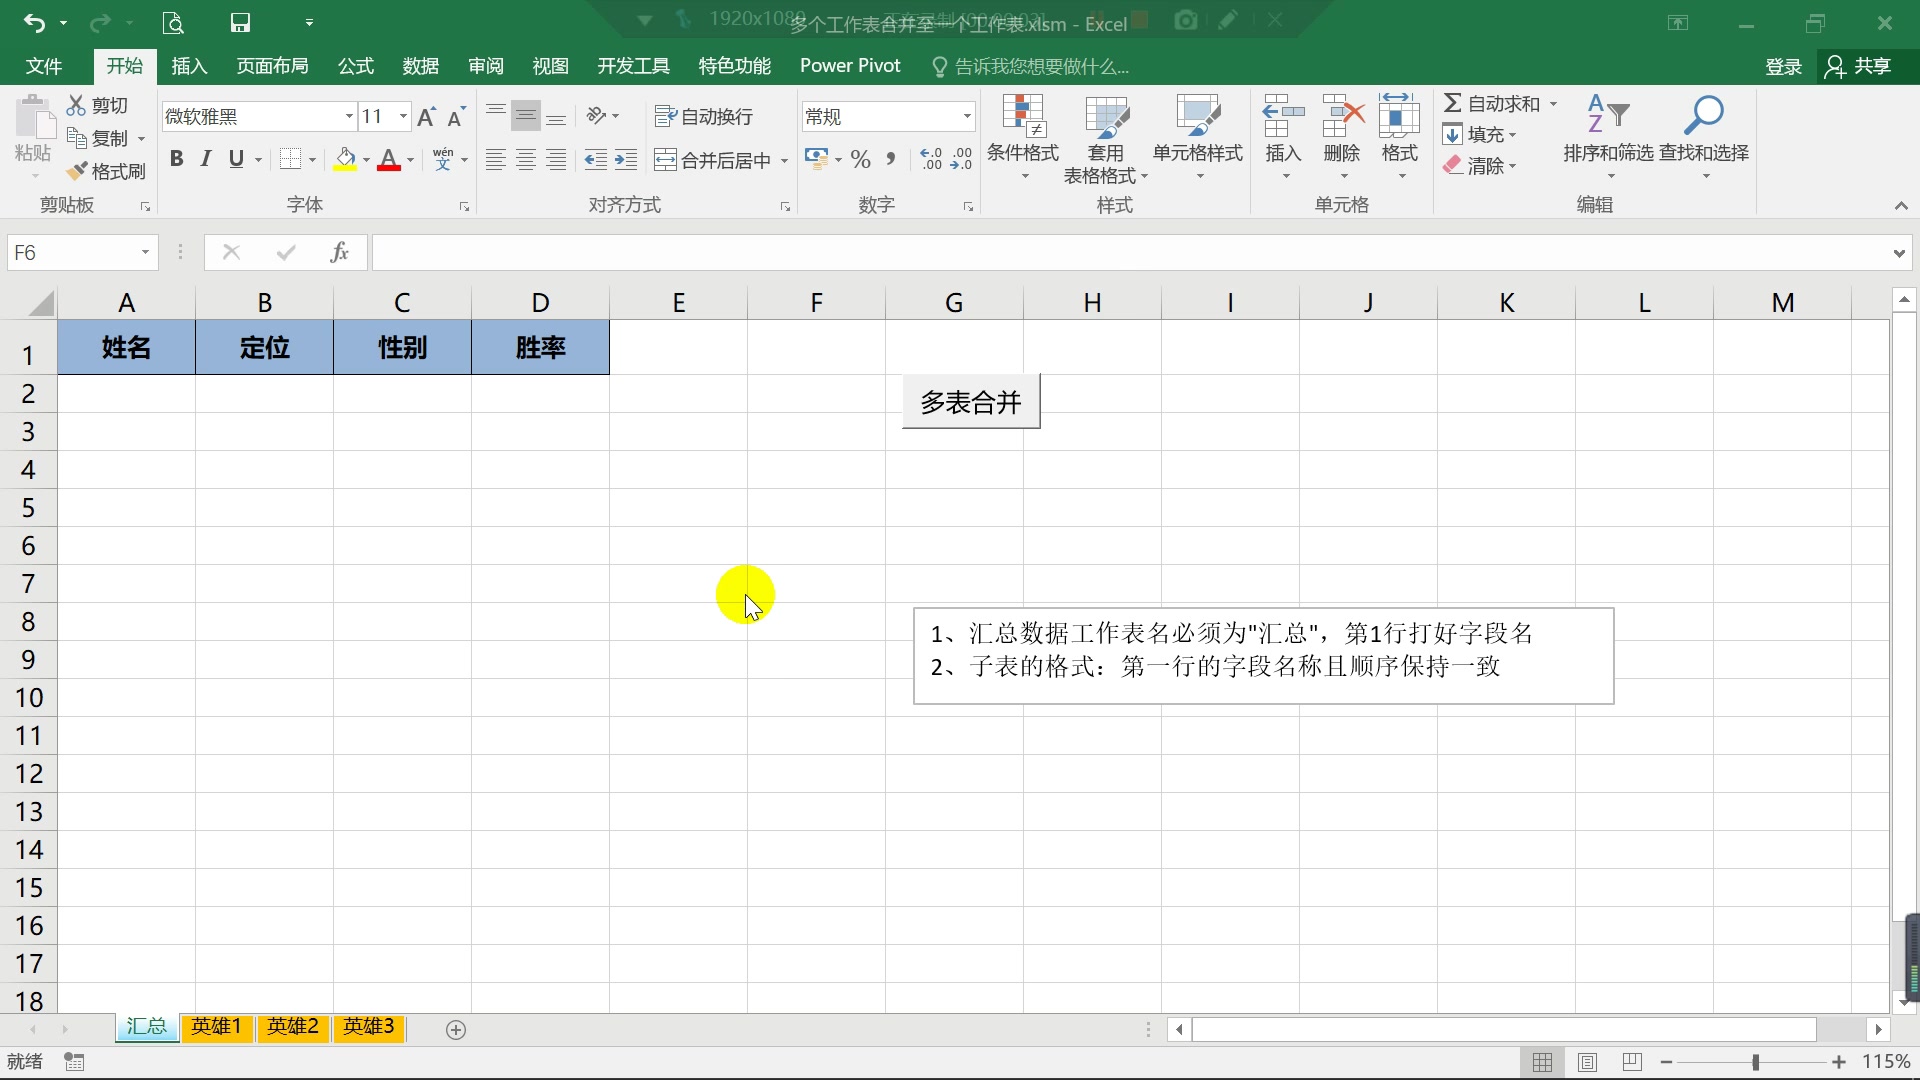 1920x1080
多个工作表合并至一个工作表.xlsm - Excel
文件 开始 插入 页面布局 公式 数据 审阅 视图 开发工具 特色功能 Power Pivot 告诉我您想要做什么... 登录 共享
粘贴 剪切 复制 格式刷
剪贴板
微软雅黑 11
B I U wén 文
字体
自动换行
合并后居中
对齐方式
常规
% , .00 .00
数字
条件格式 套用表格格式 单元格样式
样式
插入 删除 格式
单元格
自动求和 填充 清除 排序和筛选 查找和选择
编辑
F6 fx
A B C D E F G H I J K L M
1 姓名 定位 性别 胜率
2
多表合并
3
4
5
6
7
8
1、汇总数据工作表名必须为"汇总"，第1行打好字段名
9
2、子表的格式：第一行的字段名称且顺序保持一致
10
11
12
13
14
15
16
17
18
汇总 英雄1 英雄2 英雄3
就绪 115%